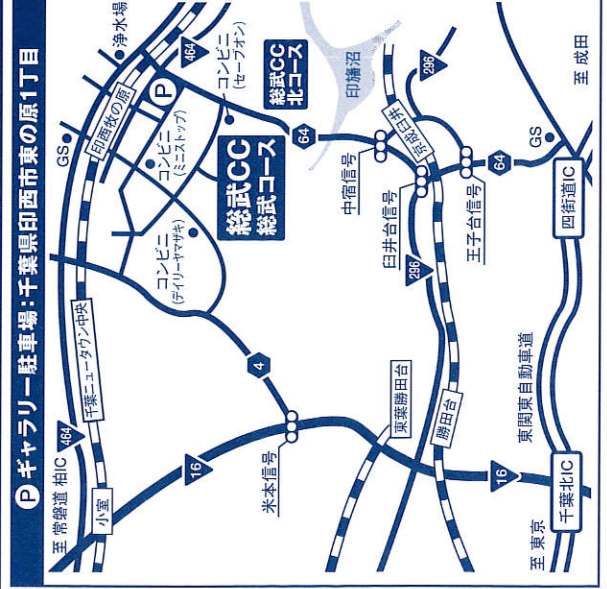 Ⓟギャラリー駐車場:千葉県印西市東の原1丁目
至 常磐道 柏IC
464
小室
千葉ニュータウン中央
印西牧の原
GS
浄水場
464
P
コンビニ
(ミニストップ)
コンビニ
(セーブオン)
コンビニ
(デイリーヤマザキ)
総武CC
総武コース
総武CC
北コース
印旛沼
16
4
米本信号
64
中宿信号
京成臼井
296
臼井台信号
296
王子台信号
64
GS
東葉勝田台
勝田台
16
東関東自動車道
至 東京
千葉北IC
四街道IC
至 成田